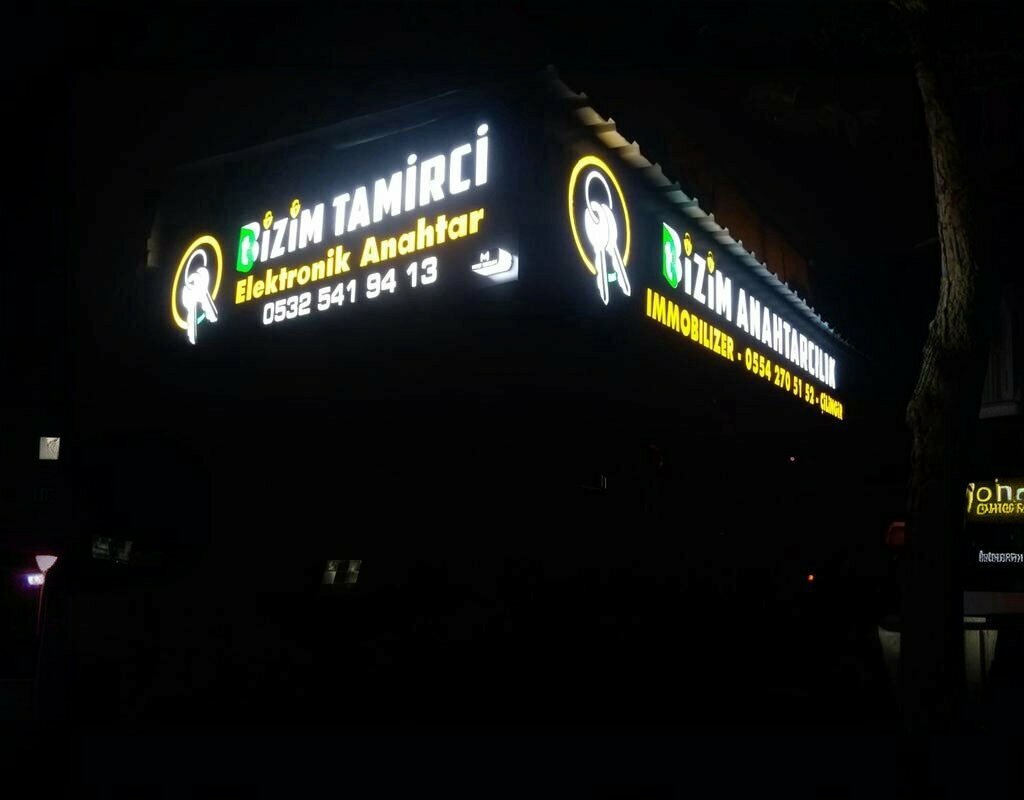 BİZİM TAMİRCİ
Elektronik Anahtar
0532 541 94 13
BİZİM ANAHTARCILIK
IMMOBILIZER - 0554 270 51 52 - ÇİLİNGİR